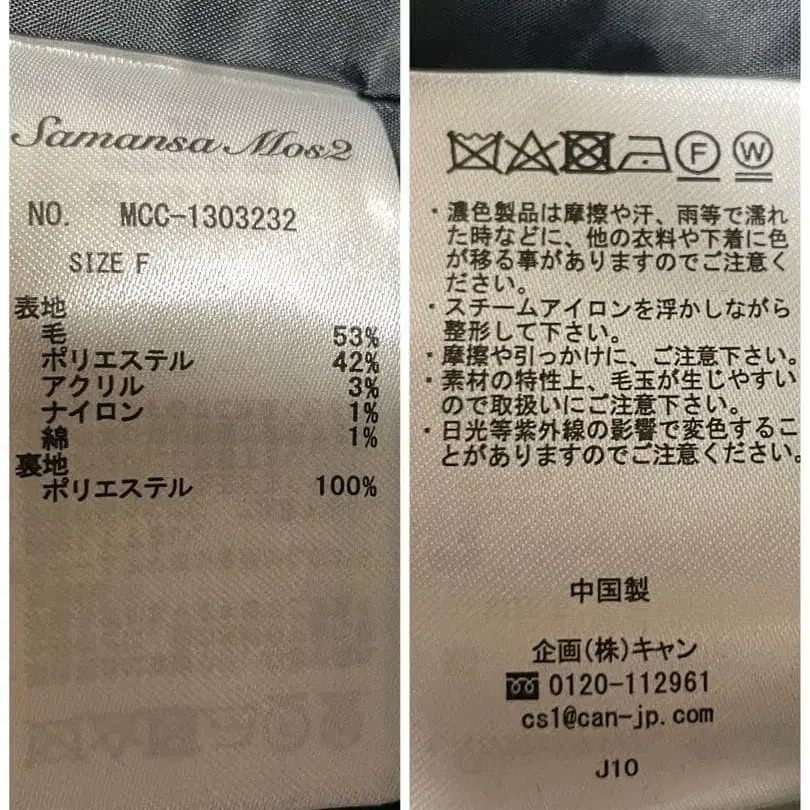 Samansa Mos2
NO. MCC-1303232
SIZE F
表地
毛 53%
ポリエステル 42%
アクリル 3%
ナイロン 1%
綿 1%
裏地
ポリエステル 100%
F W
・濃色製品は摩擦や汗、雨等で濡れ
た時などに、他の衣料や下着に色
が移る事がありますのでご注意く
ださい。
・スチームアイロンを浮かしながら
整形して下さい。
・摩擦や引っかけに、ご注意下さい。
・素材の特性上、毛玉が生じやすい
ので取扱いにご注意下さい。
・日光等紫外線の影響で変色するこ
とがありますのでご注意ください。
中国製
企画(株)キャン
0120-112961
cs1@can-jp.com
J10